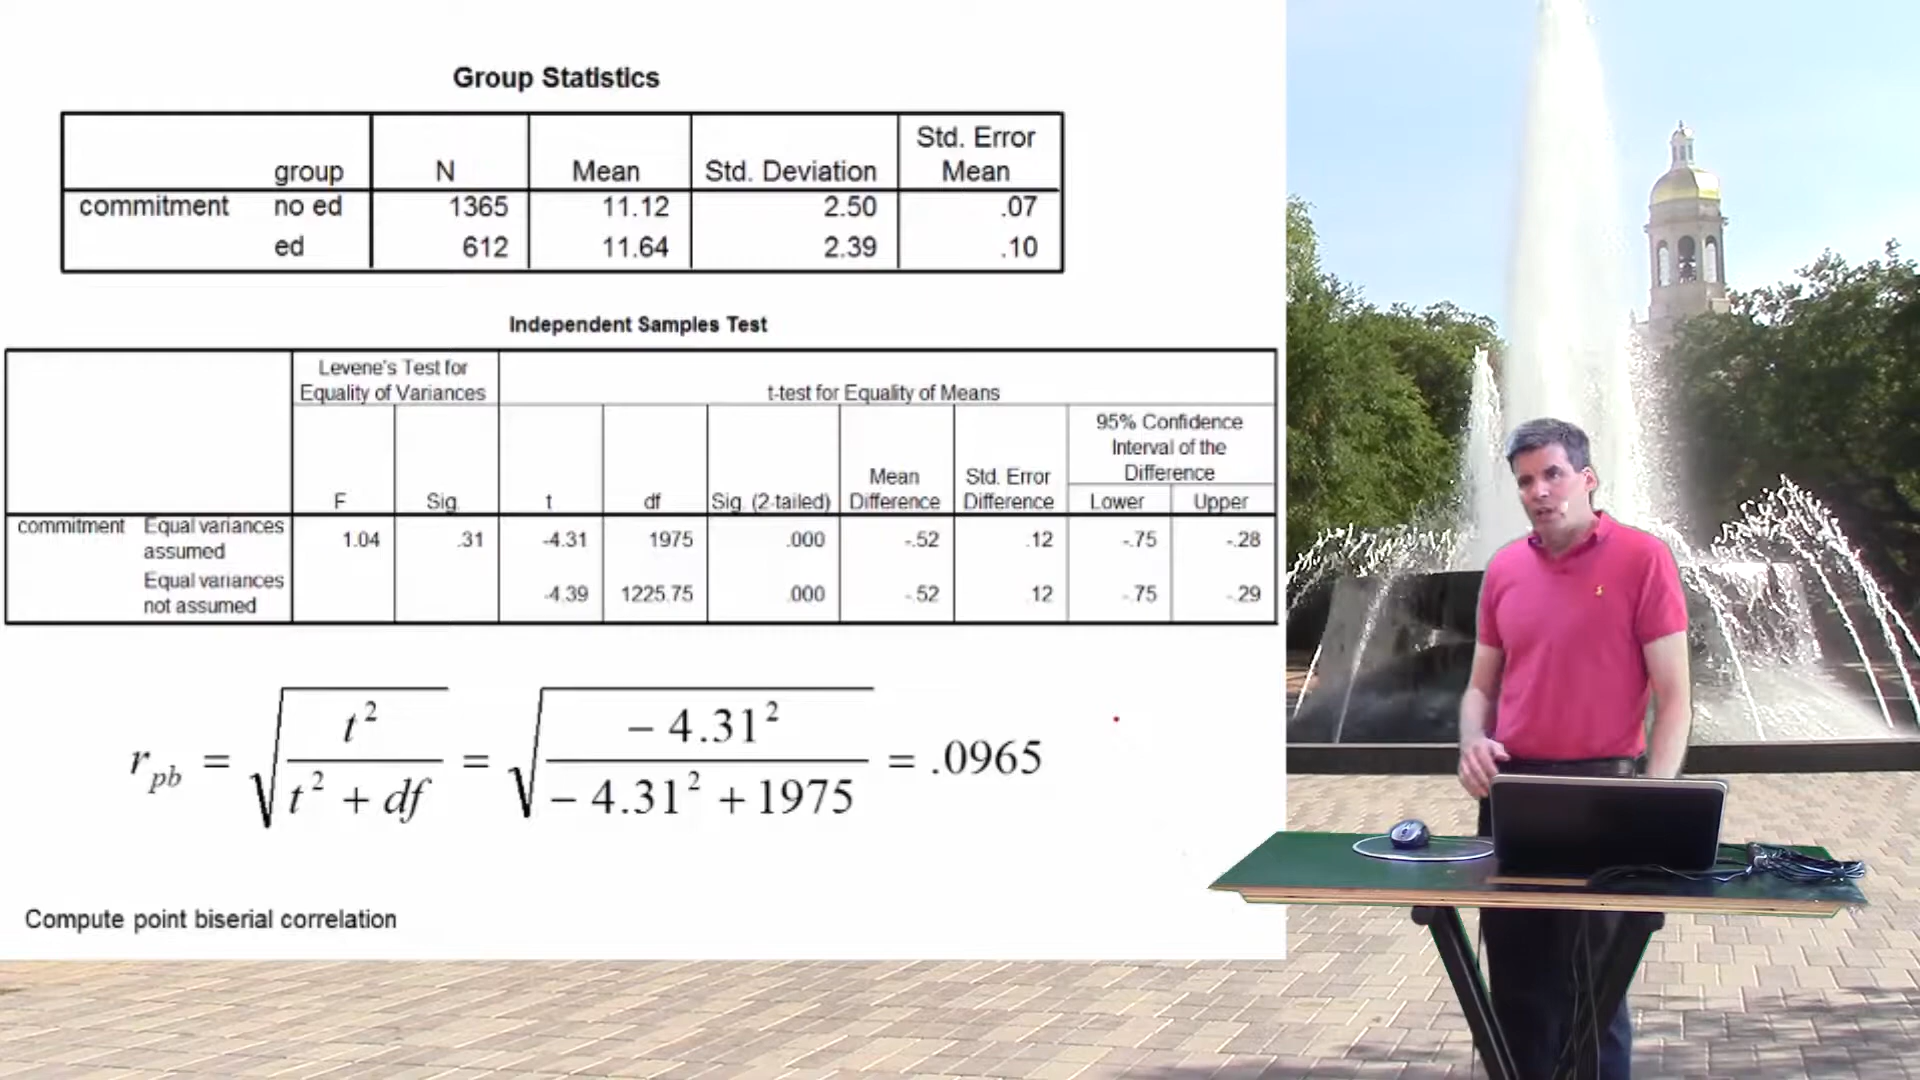 Group Statistics
group N Mean Std. Deviation Std. Error Mean
commitment no ed 1365 11.12 2.50 .07
ed 612 11.64 2.39 .10
Independent Samples Test
Levene's Test for Equality of Variances
t-test for Equality of Means
95% Confidence Interval of the Difference
F Sig. t df Sig. (2-tailed) Mean Difference Std. Error Difference Lower Upper
commitment Equal variances assumed 1.04 .31 -4.31 1975 .000 -.52 .12 -.75 -.28
Equal variances not assumed -4.39 1225.75 .000 -.52 .12 -.75 -.29
r_pb = √(t² / (t² + df)) = √(−4.31² / (−4.31² + 1975)) = .0965
Compute point biserial correlation